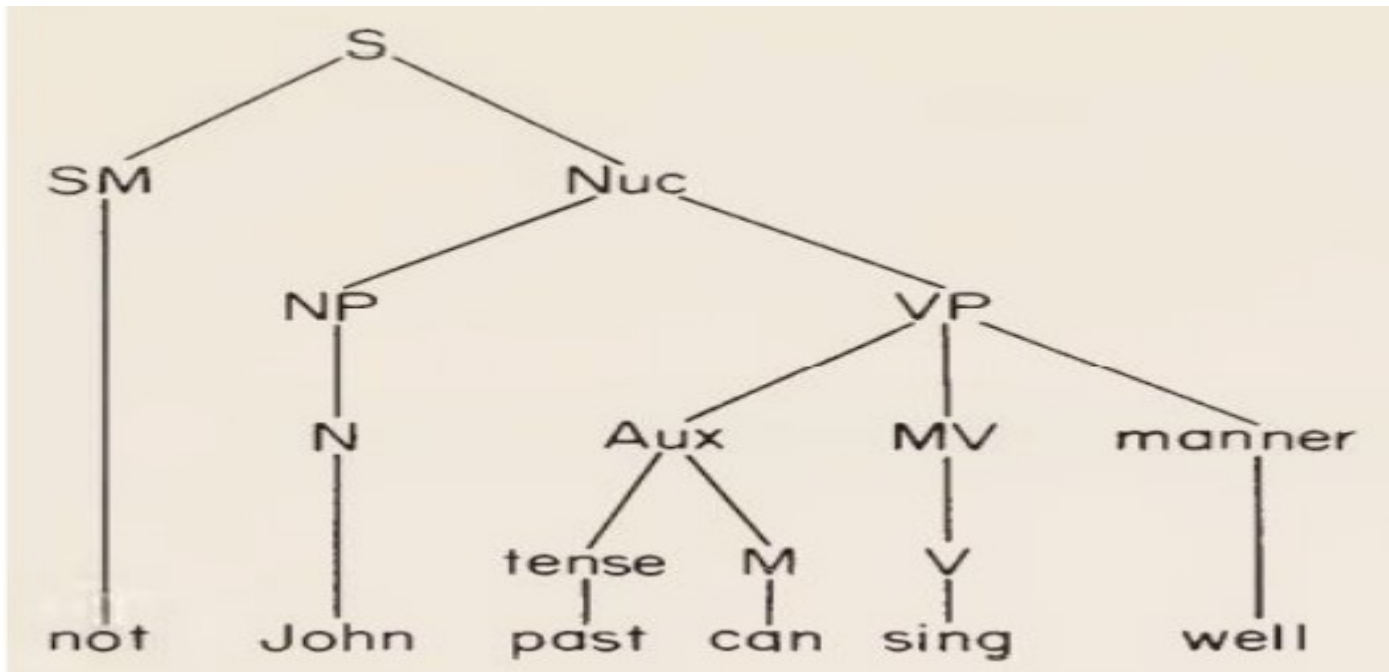 S
SM Nuc
NP VP
N Aux MV manner
tense M V
not John past can sing well